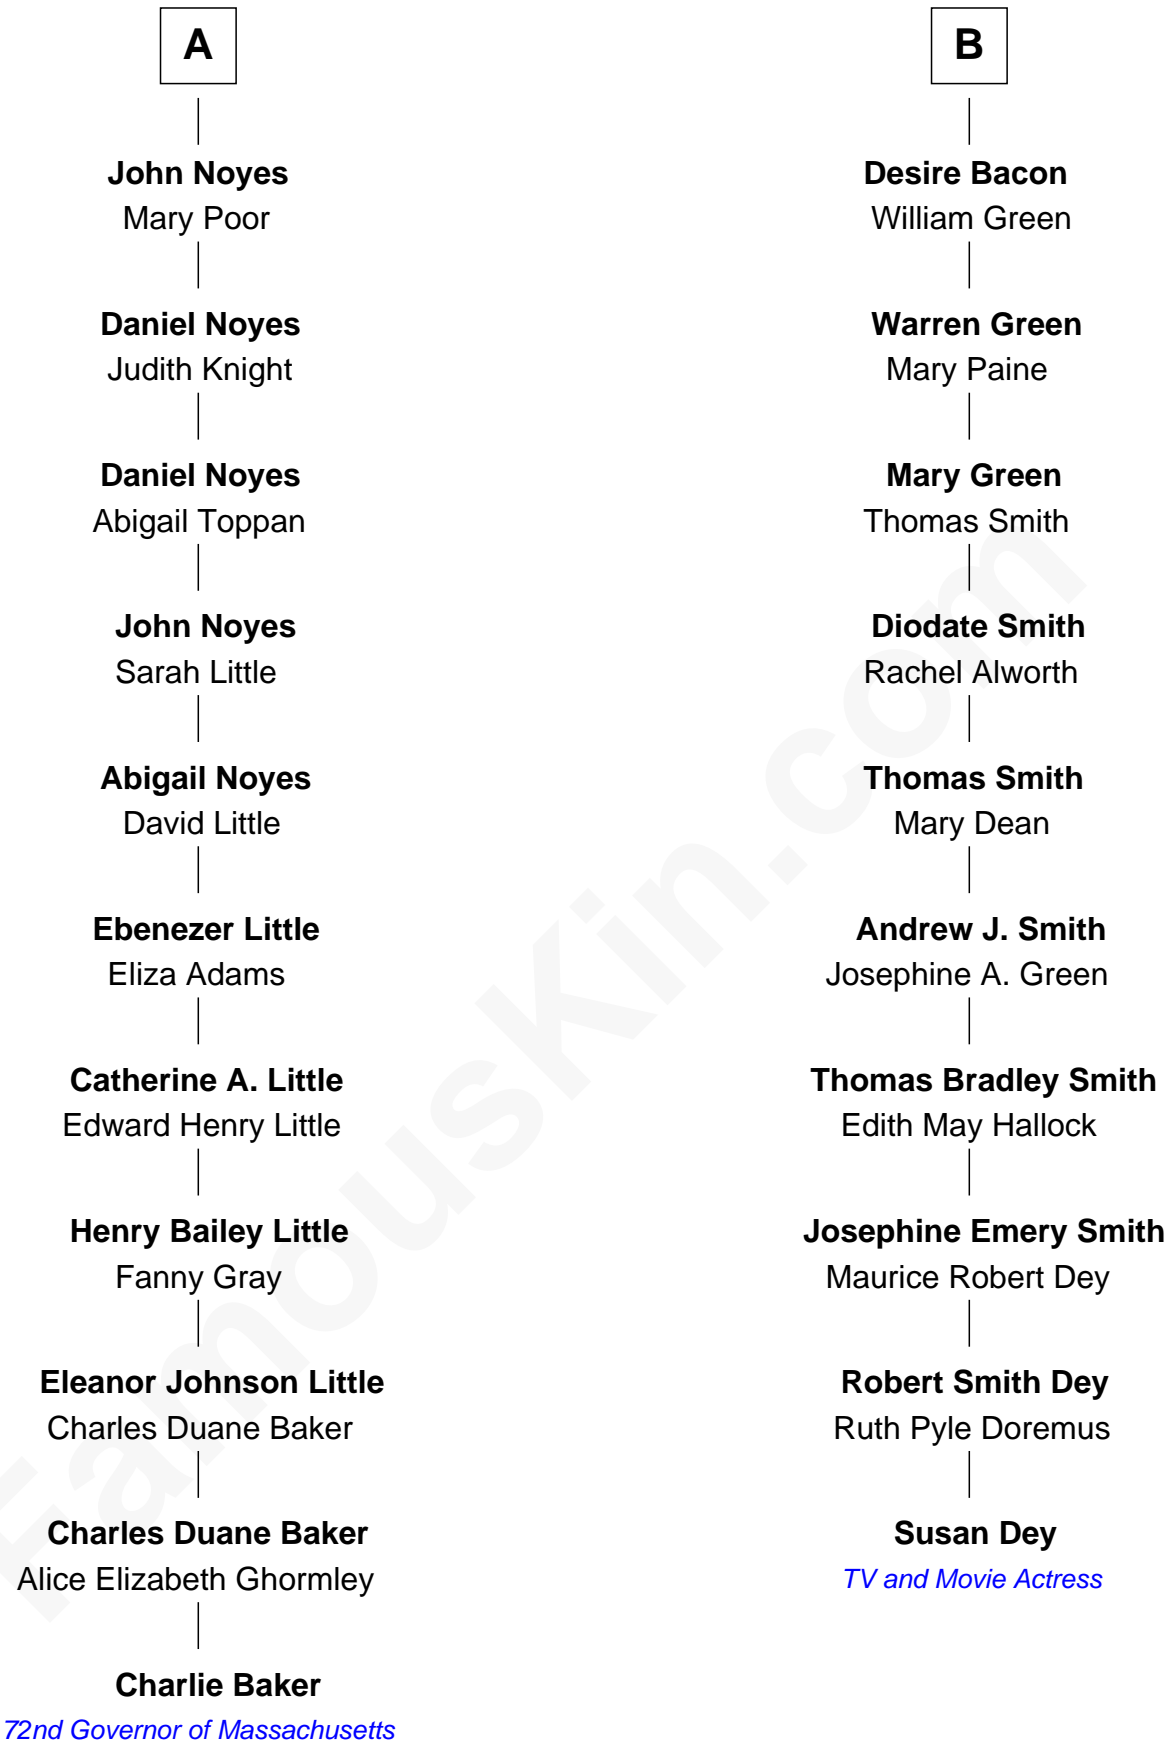 A
John Noyes
Mary Poor
Daniel Noyes
Judith Knight
Daniel Noyes
Abigail Toppan
John Noyes
Sarah Little
Abigail Noyes
David Little
Ebenezer Little
Eliza Adams
Catherine A. Little
Edward Henry Little
Henry Bailey Little
Fanny Gray
Eleanor Johnson Little
Charles Duane Baker
Charles Duane Baker
Alice Elizabeth Ghormley
Charlie Baker
72nd Governor of Massachusetts
B
Desire Bacon
William Green
Warren Green
Mary Paine
Mary Green
Thomas Smith
Diodate Smith
Rachel Alworth
Thomas Smith
Mary Dean
Andrew J. Smith
Josephine A. Green
Thomas Bradley Smith
Edith May Hallock
Josephine Emery Smith
Maurice Robert Dey
Robert Smith Dey
Ruth Pyle Doremus
Susan Dey
TV and Movie Actress
FamousKin.com